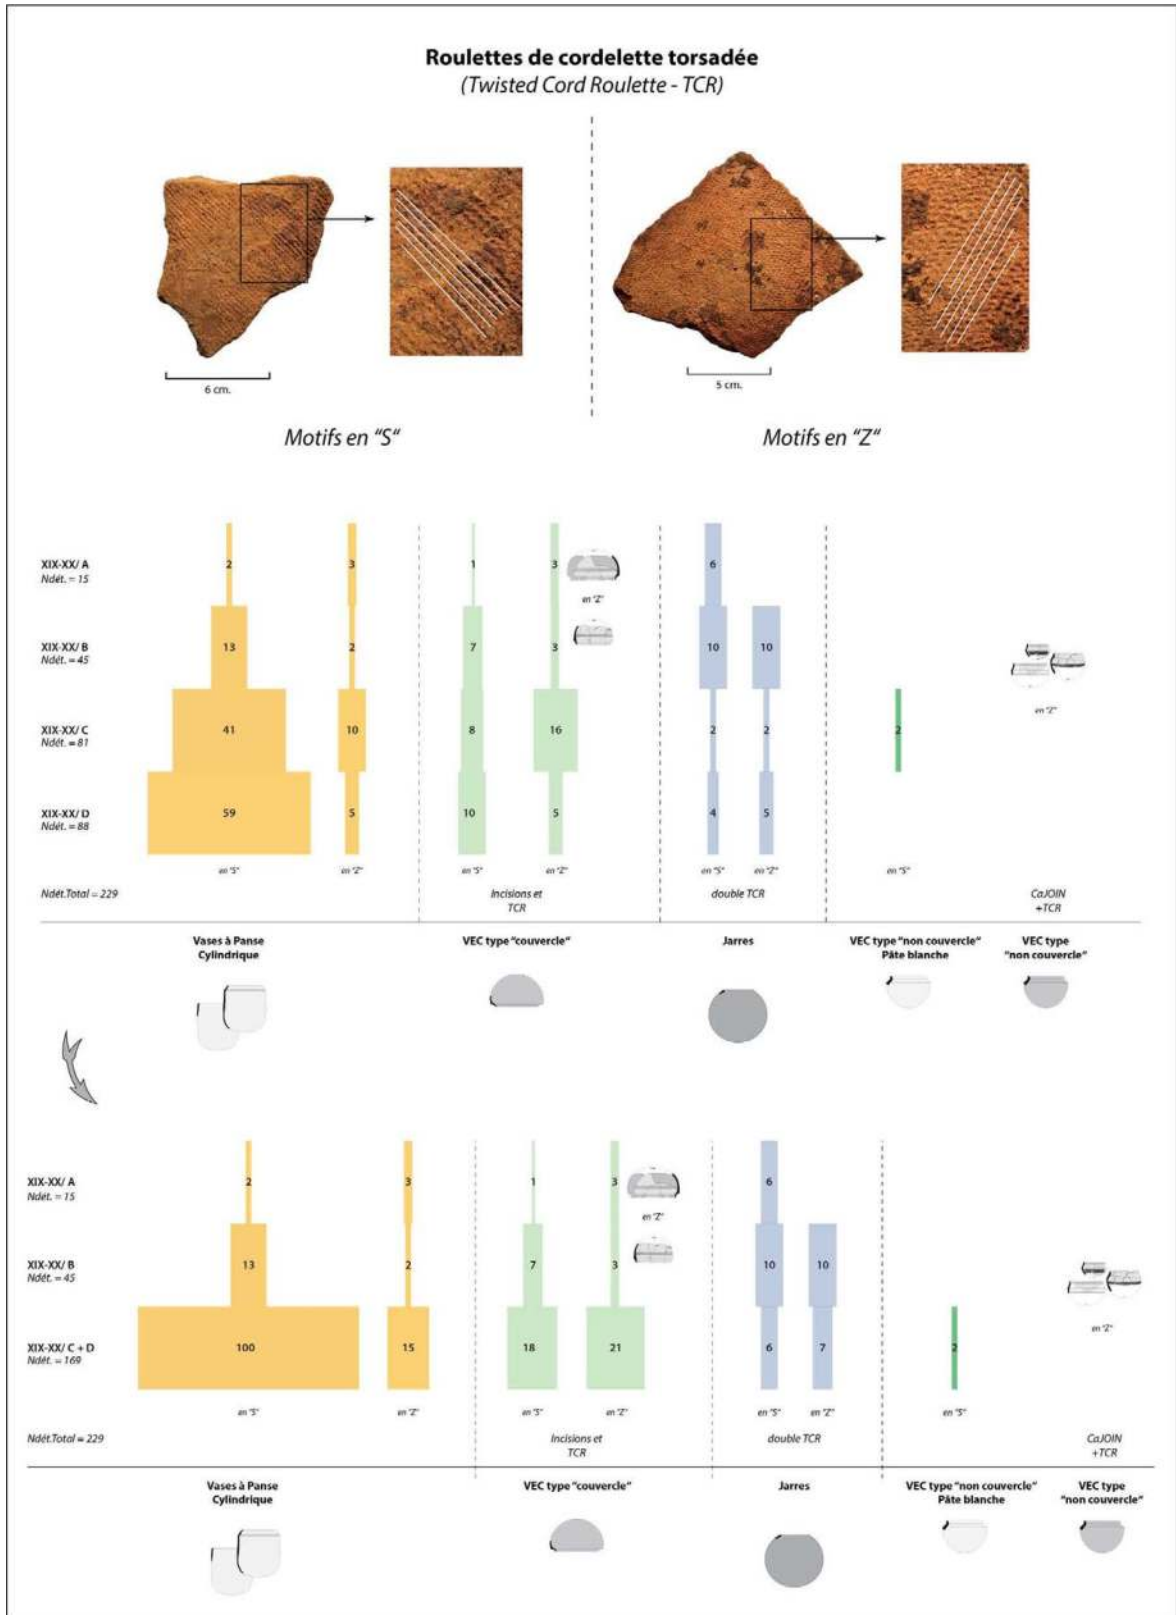 Roulettes de cordelette torsadée
(Twisted Cord Roulette - TCR)
6 cm.
5 cm.
Motifs en "S"
Motifs en "Z"
XIX-XX/ A
Ndét. = 15
2
3
1
3
en "Z"
6
XIX-XX/ B
Ndét. = 45
13
2
7
3
10
10
en "Z"
XIX-XX/ C
Ndét. = 81
41
10
8
16
2
2
2
XIX-XX/ D
Ndét. = 88
59
5
10
5
4
5
en "S"
en "Z"
en "S"
en "Z"
en "S"
en "Z"
en "S"
Ndét.Total = 229
Incisions et
TCR
double TCR
CaJOIN
+TCR
Vases à Panse
Cylindrique
VEC type "couvercle"
Jarres
VEC type "non couvercle"
Pâte blanche
VEC type
"non couvercle"
XIX-XX/ A
Ndét. = 15
2
3
1
3
en "Z"
6
XIX-XX/ B
Ndét. = 45
13
2
7
3
10
10
en "Z"
XIX-XX/ C + D
Ndét. = 169
100
15
18
21
6
7
2
en "S"
en "Z"
en "S"
en "Z"
en "S"
en "Z"
en "S"
Ndét.Total = 229
Incisions et
TCR
double TCR
CaJOIN
+TCR
Vases à Panse
Cylindrique
VEC type "couvercle"
Jarres
VEC type "non couvercle"
Pâte blanche
VEC type
"non couvercle"